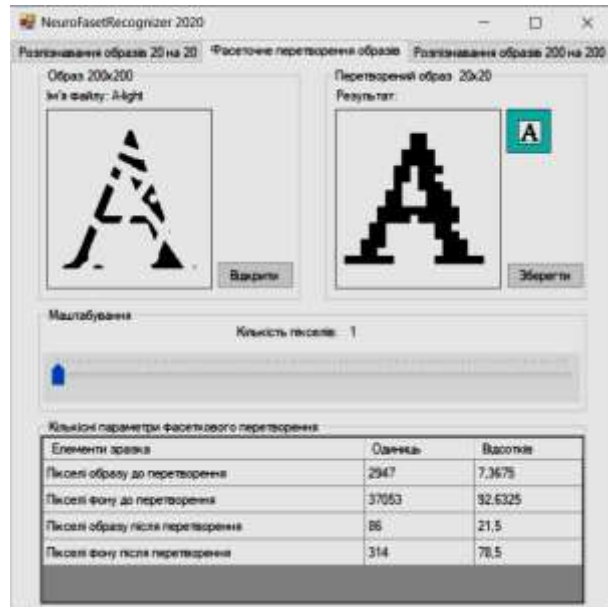 NeuroFasetRecognizer 2020
Розпізнавання образів 20 на 20 Фасеточне перетворення образів Розпізнавання образів 200 на 200
Образ 200x200
Ім'я файлу: A-light
Відкрити
Перетворений образ 20x20
Результат:
A
Зберегти
Маштабування
Кількість пікселів: 1
Кількісні параметри фасеткового перетворення
Елементи зразка Одиниць Відсотків
Пікселі образу до перетворення 2947 7,3675
Пікселі фону до перетворення 37053 92,6325
Пікселі образу після перетворення 86 21,5
Пікселі фону після перетворення 314 78,5